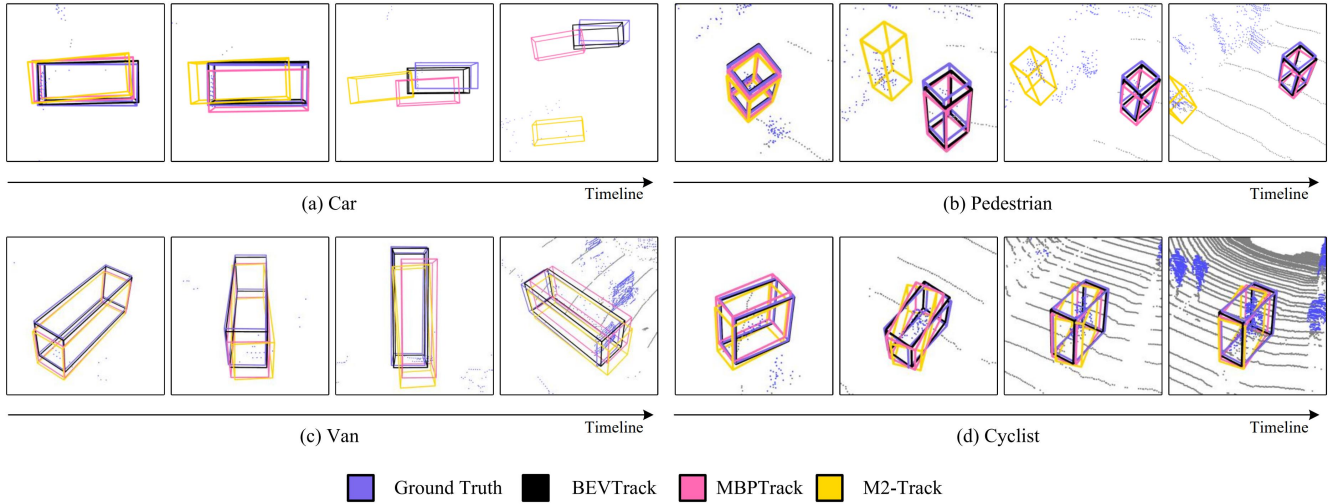 Timeline
Timeline
(a) Car
(b) Pedestrian
Timeline
Timeline
(c) Van
(d) Cyclist
Ground Truth
BEVTrack
MBPTrack
M2-Track